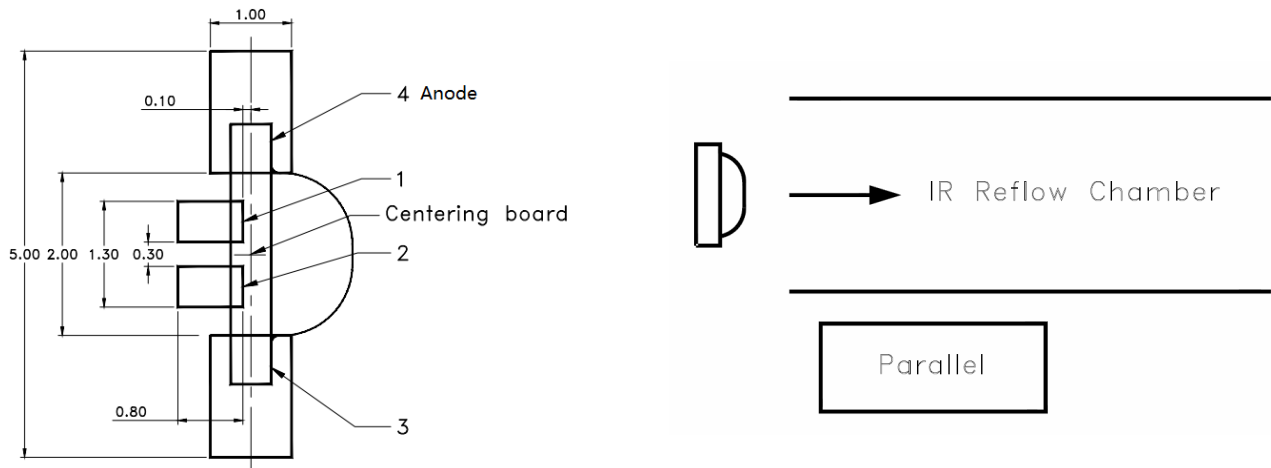 1.00
0.10
4 Anode
1
Centering board
5.00 2.00 1.30 0.30
2
0.80
3
IR Reflow Chamber
Parallel